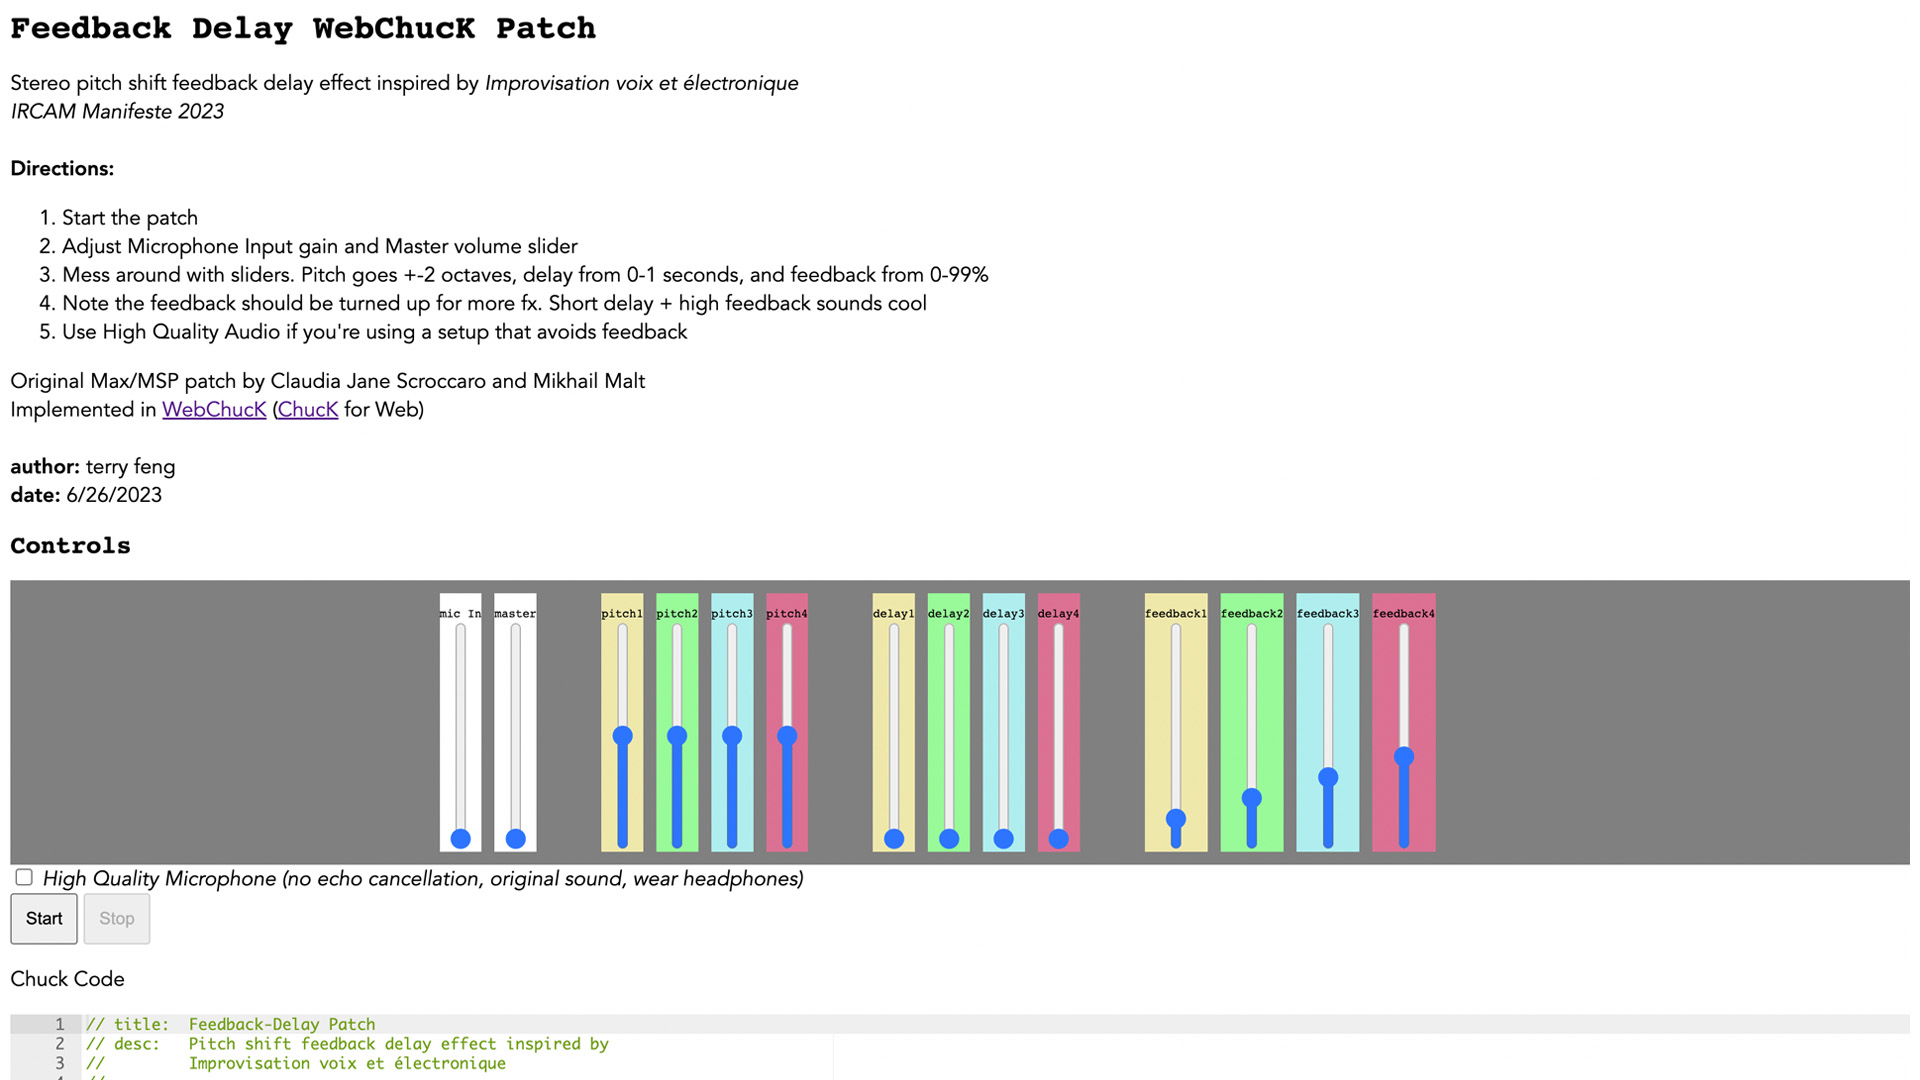 Feedback Delay WebChucK Patch
Stereo pitch shift feedback delay effect inspired by Improvisation voix et électronique
IRCAM Manifeste 2023
Directions:
1. Start the patch
2. Adjust Microphone Input gain and Master volume slider
3. Mess around with sliders. Pitch goes +-2 octaves, delay from 0-1 seconds, and feedback from 0-99%
4. Note the feedback should be turned up for more fx. Short delay + high feedback sounds cool
5. Use High Quality Audio if you're using a setup that avoids feedback
Original Max/MSP patch by Claudia Jane Scroccaro and Mikhail Malt
Implemented in WebChucK (ChucK for Web)
author: terry feng
date: 6/26/2023
Controls
mic In master pitch1 pitch2 pitch3 pitch4 delay1 delay2 delay3 delay4 feedback1 feedback2 feedback3 feedback4
High Quality Microphone (no echo cancellation, original sound, wear headphones)
Start Stop
Chuck Code
1 // title: Feedback-Delay Patch
2 // desc: Pitch shift feedback delay effect inspired by
3 // Improvisation voix et électronique